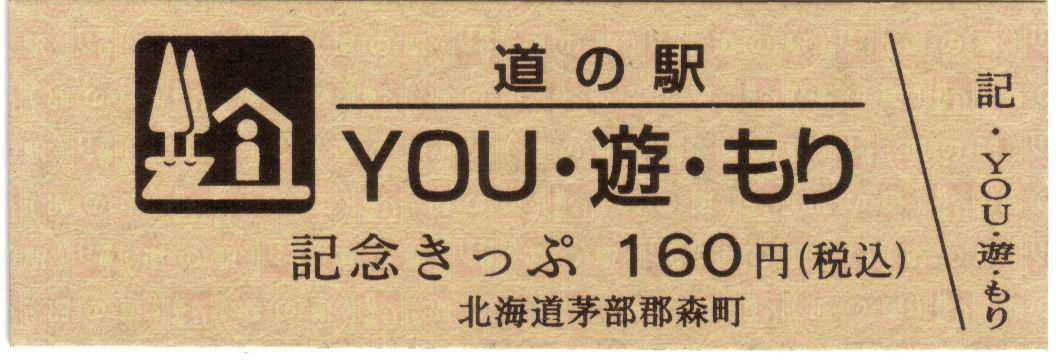 道の駅
YOU・遊・もり
記念きっぷ 160円(税込)
北海道茅部郡森町
記・YOU・遊・もり